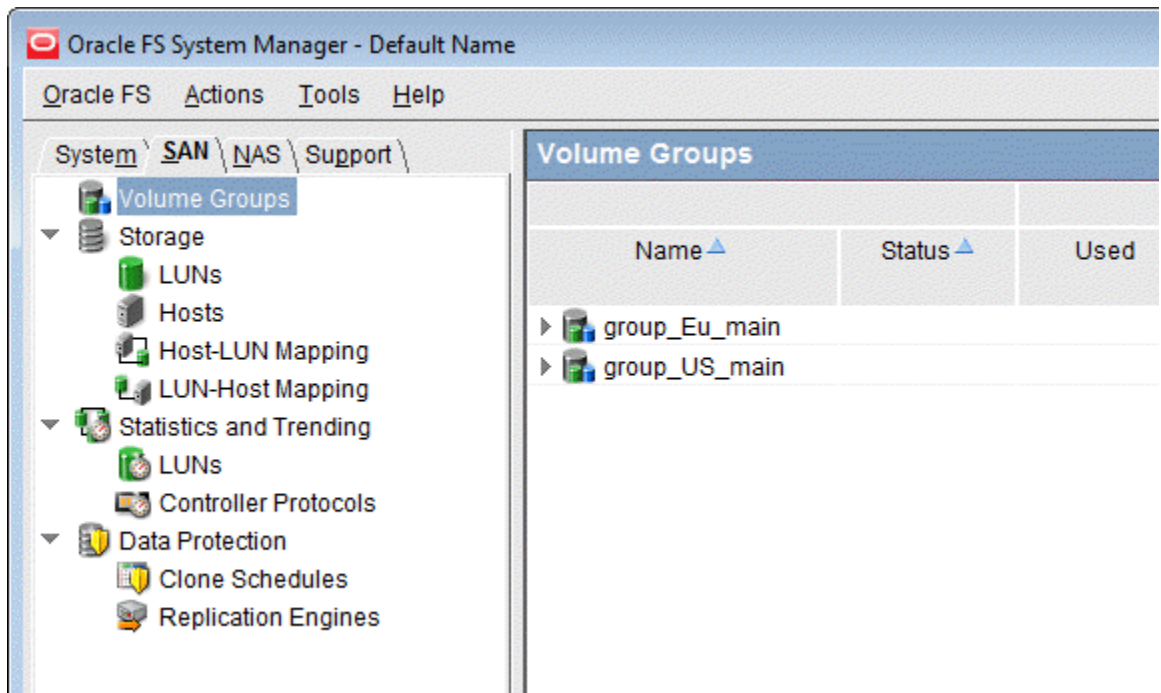 Oracle FS System Manager - Default Name
Oracle FS Actions Tools Help
System SAN NAS Support
Volume Groups
Storage
LUNs
Hosts
Host-LUN Mapping
LUN-Host Mapping
Statistics and Trending
LUNs
Controller Protocols
Data Protection
Clone Schedules
Replication Engines
Volume Groups
Name Status Used
group_Eu_main
group_US_main